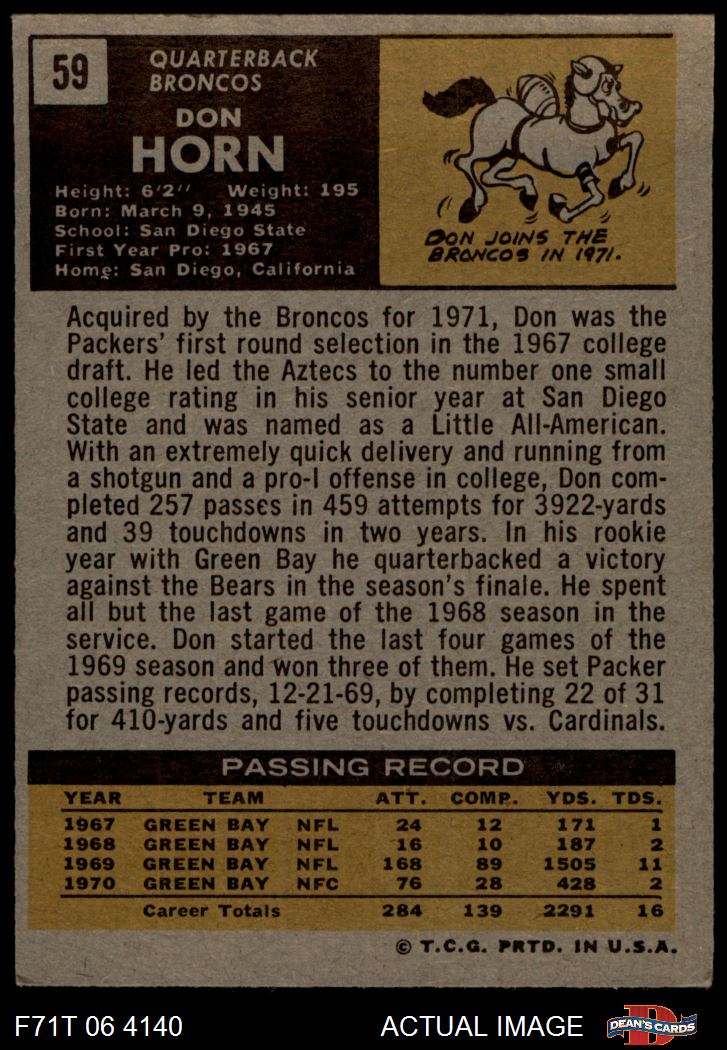 59
QUARTERBACK
BRONCOS
DON
HORN
Height: 6'2" Weight: 195
Born: March 9, 1945
School: San Diego State
First Year Pro: 1967
Home: San Diego, California
DON JOINS THE
BRONCOS IN 1971.
Acquired by the Broncos for 1971, Don was the
Packers' first round selection in the 1967 college
draft. He led the Aztecs to the number one small
college rating in his senior year at San Diego
State and was named as a Little All-American.
With an extremely quick delivery and running from
a shotgun and a pro-I offense in college, Don com-
pleted 257 passes in 459 attempts for 3922-yards
and 39 touchdowns in two years. In his rookie
year with Green Bay he quarterbacked a victory
against the Bears in the season's finale. He spent
all but the last game of the 1968 season in the
service. Don started the last four games of the
1969 season and won three of them. He set Packer
passing records, 12-21-69, by completing 22 of 31
for 410-yards and five touchdowns vs. Cardinals.
PASSING RECORD
YEAR TEAM ATT. COMP. YDS. TDS.
1967 GREEN BAY NFL 24 12 171 1
1968 GREEN BAY NFL 16 10 187 2
1969 GREEN BAY NFL 168 89 1505 11
1970 GREEN BAY NFC 76 28 428 2
Career Totals 284 139 2291 16
© T.C.G. PRTD. IN U.S.A.
F71T 06 4140 ACTUAL IMAGE D DEAN'S CARDS